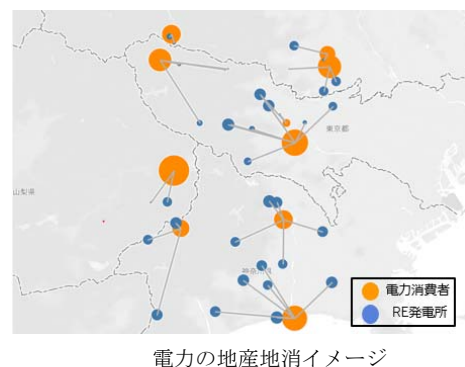 東京都
山梨県
神奈川県
電力消費者
RE発電所
電力の地産地消イメージ